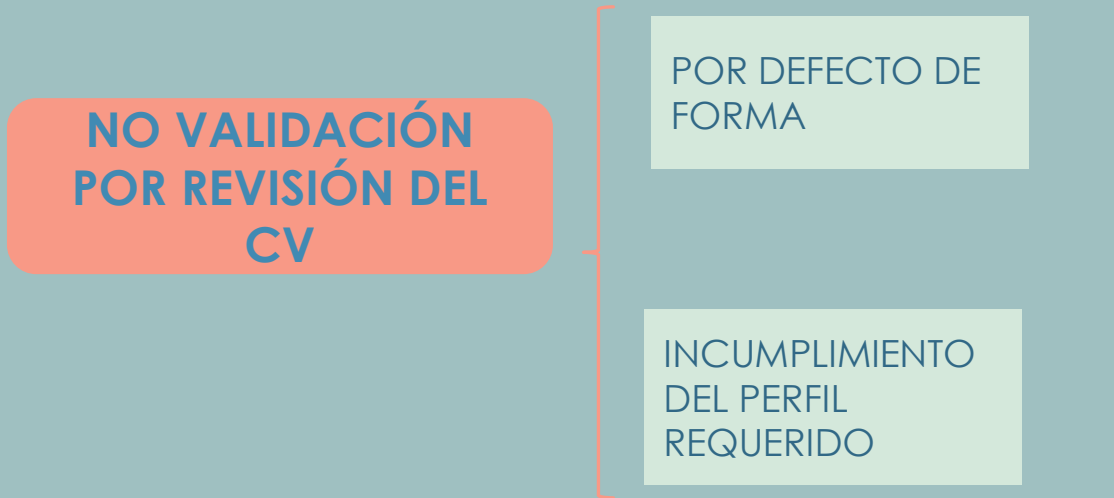 NO VALIDACIÓN
POR REVISIÓN DEL
CV
POR DEFECTO DE
FORMA
INCUMPLIMIENTO
DEL PERFIL
REQUERIDO